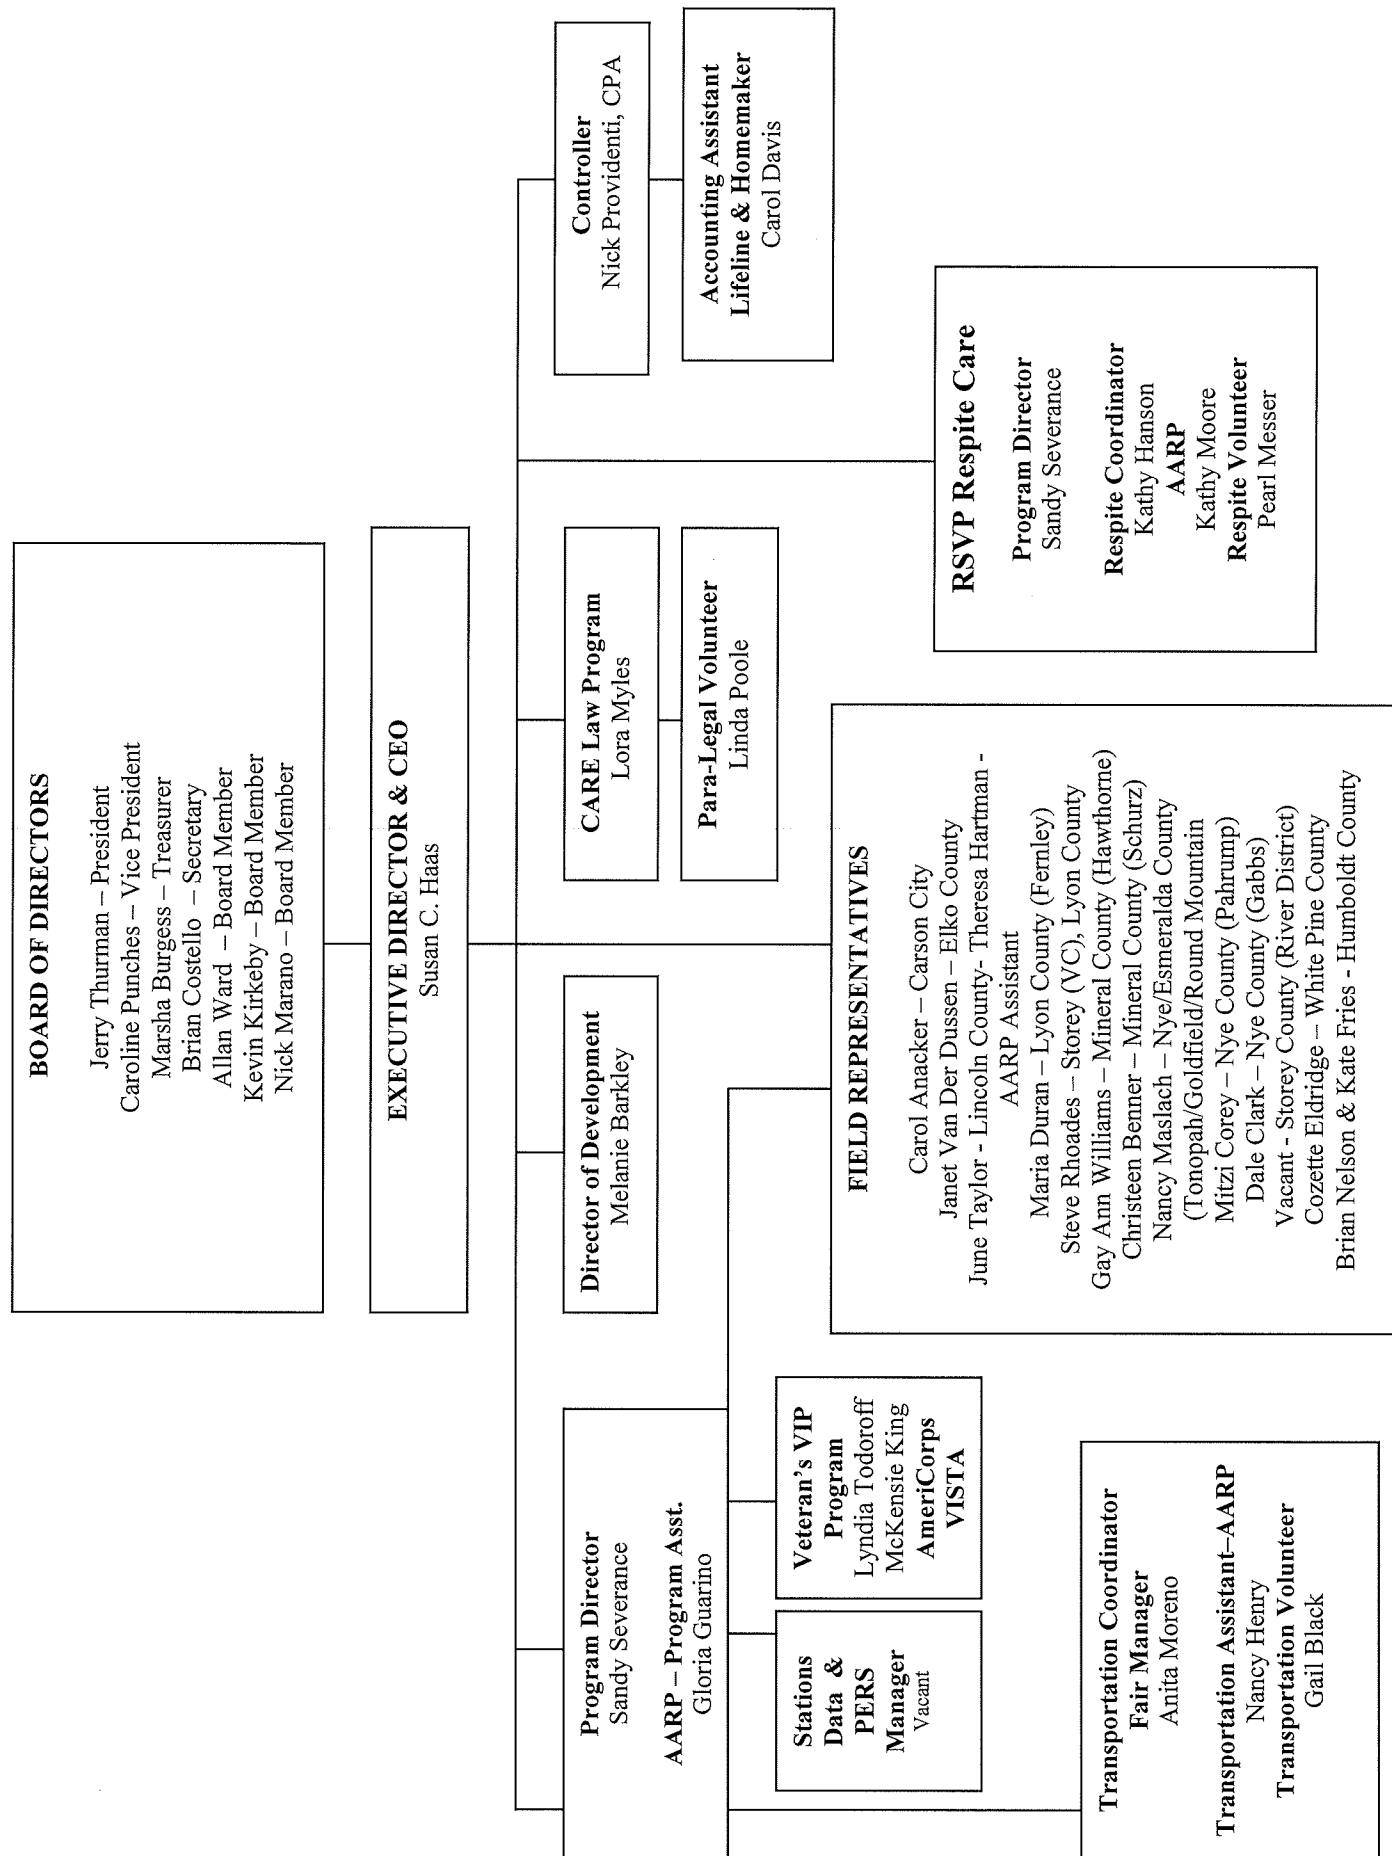 BOARD OF DIRECTORS
Jerry Thurman – President
Caroline Punches – Vice President
Marsha Burgess – Treasurer
Brian Costello – Secretary
Allan Ward – Board Member
Kevin Kirkeby – Board Member
Nick Marano – Board Member
EXECUTIVE DIRECTOR & CEO
Susan C. Haas
Program Director
Sandy Severance
AARP – Program Asst.
Gloria Guarino
Director of Development
Melanie Barkley
CARE Law Program
Lora Myles
Para-Legal Volunteer
Linda Poole
Controller
Nick Providenti, CPA
Accounting Assistant
Lifeline & Homemaker
Carol Davis
Stations
Data &
PERS
Manager
Vacant
Veteran's VIP
Program
Lyndia Todoroff
McKensie King
AmeriCorps
VISTA
FIELD REPRESENTATIVES
Carol Anacker – Carson City
Janet Van Der Dussen – Elko County
June Taylor - Lincoln County- Theresa Hartman -
AARP Assistant
Maria Duran – Lyon County (Fernley)
Steve Rhoades – Storey (VC), Lyon County
Gay Ann Williams – Mineral County (Hawthorne)
Christeen Benner – Mineral County (Schurz)
Nancy Maslach – Nye/Esmeralda County
(Tonopah/Goldfield/Round Mountain
Mitzi Corey – Nye County (Pahrump)
Dale Clark – Nye County (Gabbs)
Vacant - Storey County (River District)
Cozette Eldridge – White Pine County
Brian Nelson & Kate Fries - Humboldt County
RSVP Respite Care
Program Director
Sandy Severance
Respite Coordinator
Kathy Hanson
AARP
Kathy Moore
Respite Volunteer
Pearl Messer
Transportation Coordinator
Fair Manager
Anita Moreno
Transportation Assistant–AARP
Nancy Henry
Transportation Volunteer
Gail Black